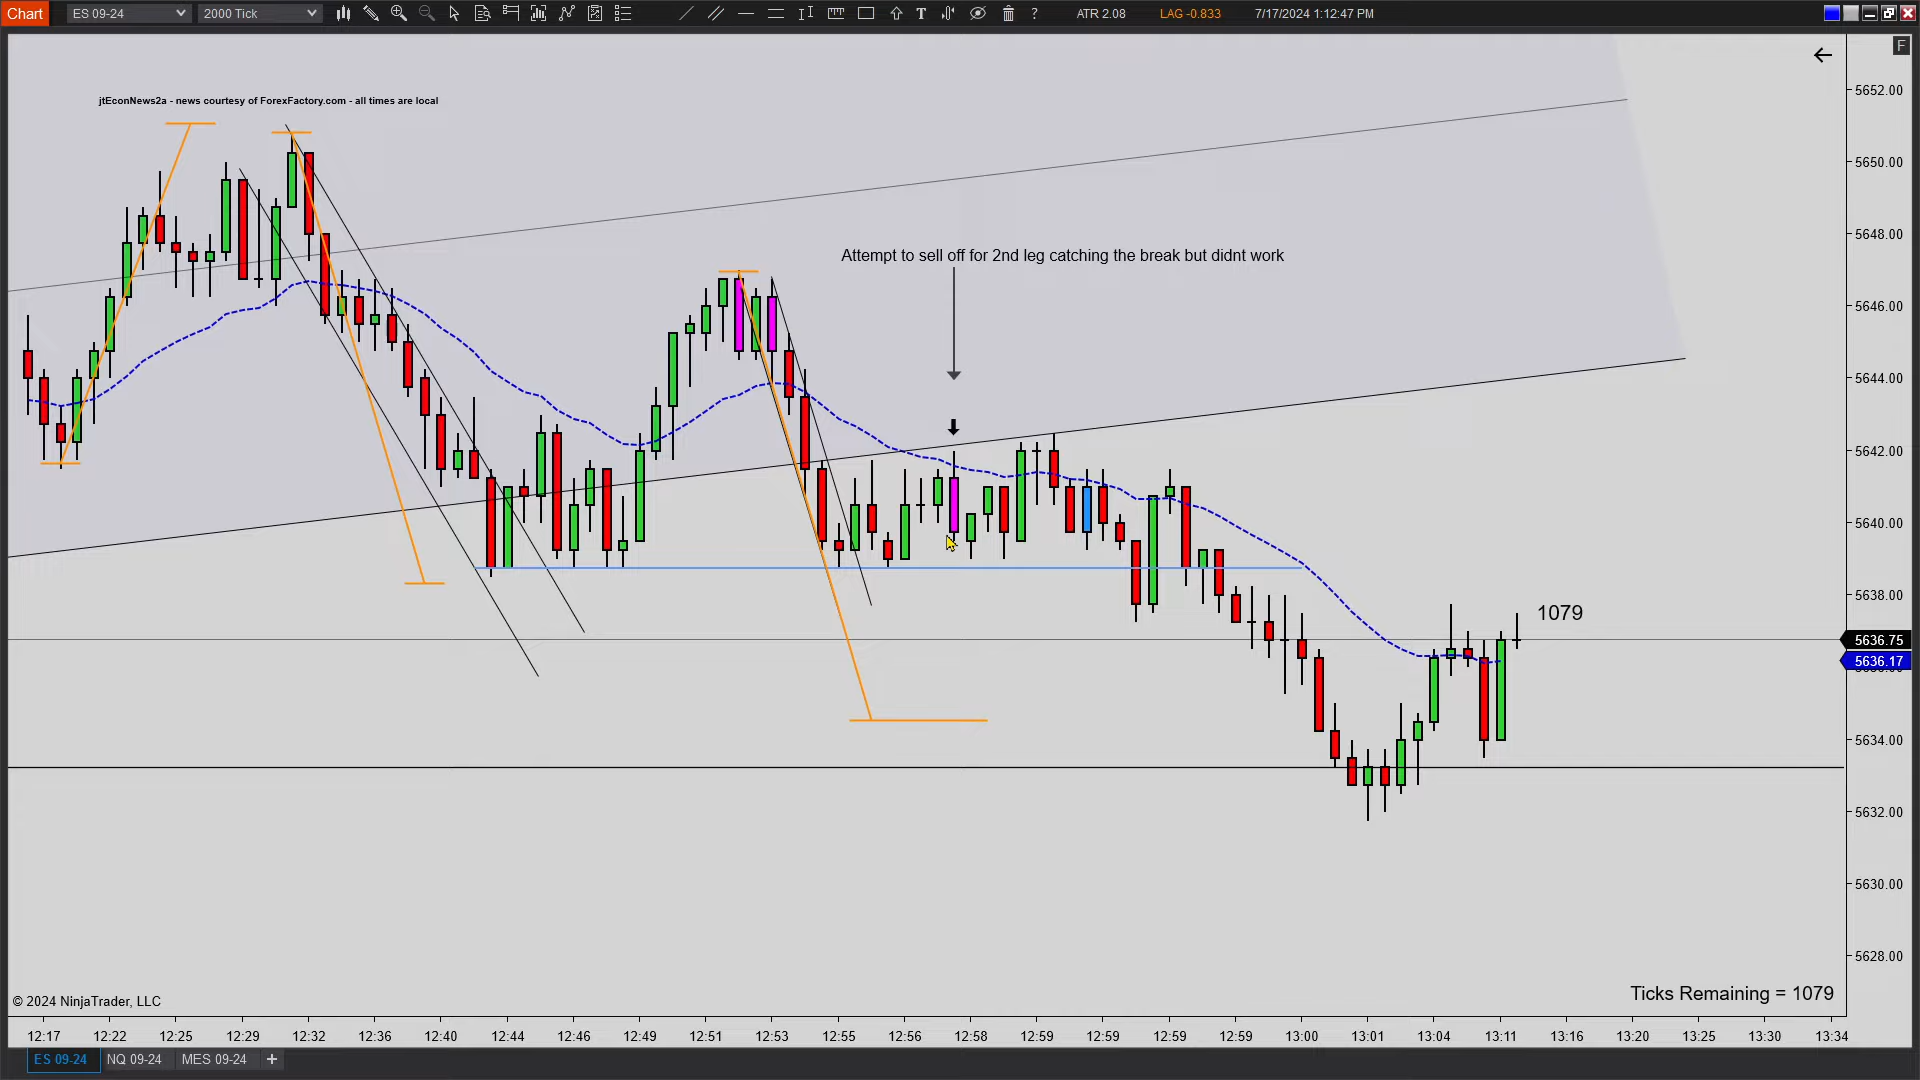 Chart ES 09-24 2000 Tick T ? ATR 2.08 LAG -0.833 7/17/2024 1:12:47 PM
F
5652.00
jtEconNews2a - news courtesy of ForexFactory.com - all times are local
5650.00
5648.00
Attempt to sell off for 2nd leg catching the break but didnt work
5646.00
5644.00
5642.00
5640.00
5638.00
1079
5636.75
5636.17
5634.00
5632.00
5630.00
5628.00
Ticks Remaining = 1079
© 2024 NinjaTrader, LLC
12:17 12:22 12:25 12:29 12:32 12:36 12:40 12:44 12:46 12:49 12:51 12:53 12:55 12:56 12:58 12:59 12:59 12:59 12:59 13:00 13:01 13:04 13:11 13:16 13:20 13:25 13:30 13:34
ES 09-24 NQ 09-24 MES 09-24 +